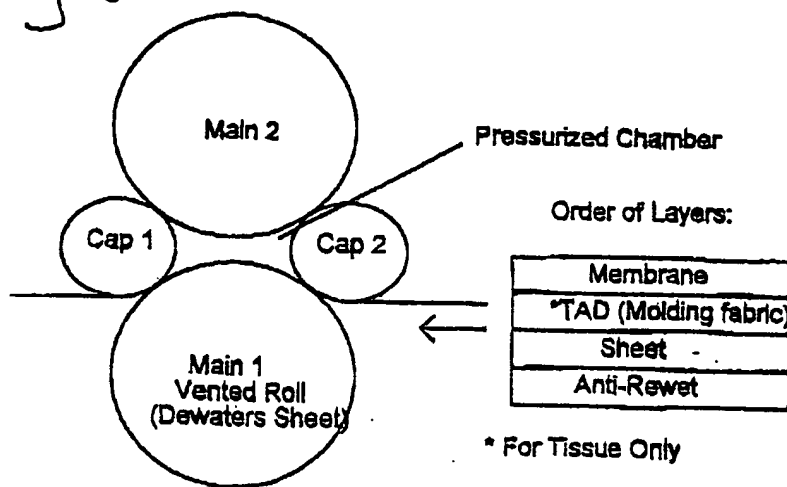 Main 2
Pressurized Chamber
Order of Layers:
Cap 1
Cap 2
Membrane
*TAD (Molding fabric)
Sheet
Anti-Rewet
Main 1
Vented Roll
(Dewaters Sheet)
* For Tissue Only